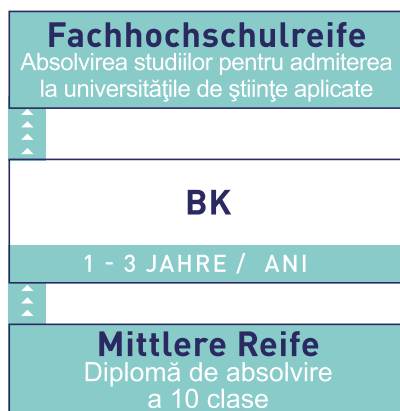 Fachhochschulreife
Absolvirea studiilor pentru admiterea
la universităţile de ştiinţe aplicate
BK
1 - 3 JAHRE / ANI
Mittlere Reife
Diplomă de absolvire
a 10 clase